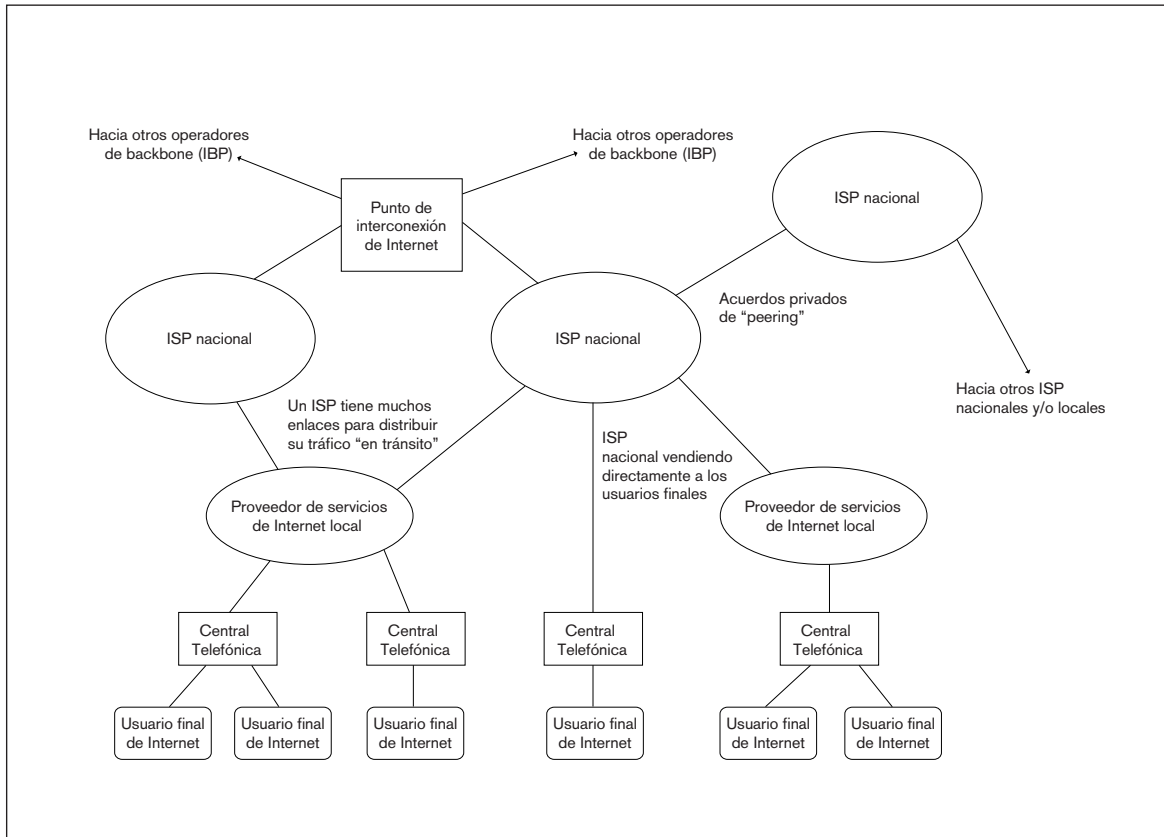 Hacia otros operadores
de backbone (IBP)
Hacia otros operadores
de backbone (IBP)
Punto de
interconexión
de Internet
ISP nacional
ISP nacional
ISP nacional
Acuerdos privados
de “peering”
Hacia otros ISP
nacionales y/o locales
Un ISP tiene muchos
enlaces para distribuir
su tráfico “en tránsito”
ISP
nacional vendiendo
directamente a los
usuarios finales
Proveedor de servicios
de Internet local
Proveedor de servicios
de Internet local
Central
Telefónica
Central
Telefónica
Central
Telefónica
Central
Telefónica
Usuario final
de Internet
Usuario final
de Internet
Usuario final
de Internet
Usuario final
de Internet
Usuario final
de Internet
Usuario final
de Internet